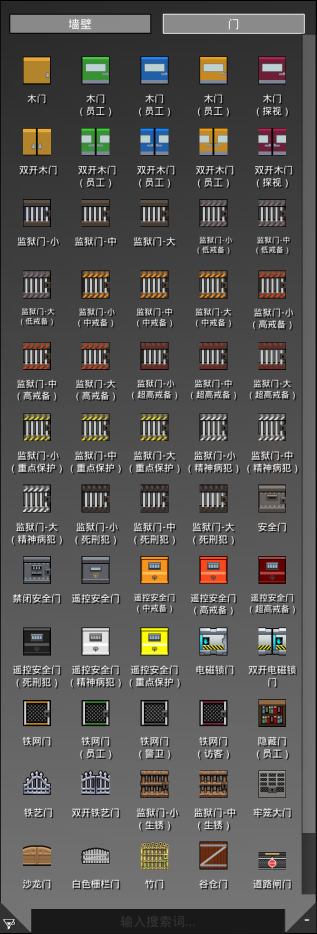 墙壁 门
木门 木门 木门 木门 木门
(员工) (员工) (员工) (探视)
双开木门 双开木门 双开木门 双开木门 双开木门
(员工) (员工) (员工) (探视)
监狱门-小 监狱门-中 监狱门-大 监狱门-小 监狱门-中
(低戒备) (低戒备)
监狱门-大 监狱门-小 监狱门-中 监狱门-大 监狱门-小
(低戒备) (中戒备) (中戒备) (中戒备) (高戒备)
监狱门-中 监狱门-大 监狱门-小 监狱门-中 监狱门-大
(高戒备) (高戒备) (超高戒备) (超高戒备) (超高戒备)
监狱门-小 监狱门-中 监狱门-大 监狱门-小 监狱门-中
(重点保护) (重点保护) (重点保护) (精神病犯) (精神病犯)
监狱门-大 监狱门-小 监狱门-中 监狱门-大 安全门
(精神病犯) (死刑犯) (死刑犯) (死刑犯)
禁闭安全门 遥控安全门 遥控安全门 遥控安全门 遥控安全门
(中戒备) (高戒备) (超高戒备)
遥控安全门 遥控安全门 遥控安全门 电磁锁门 双开电磁锁
(死刑犯) (精神病犯) (重点保护) 门
铁网门 铁网门 铁网门 铁网门 隐藏门
(员工) (警卫) (访客) (员工)
铁艺门 双开铁艺门 监狱门-小 监狱门-中 牢笼大门
(生锈) (生锈)
沙龙门 白色栅栏门 竹门 谷仓门 道路闸门
输入搜索词...